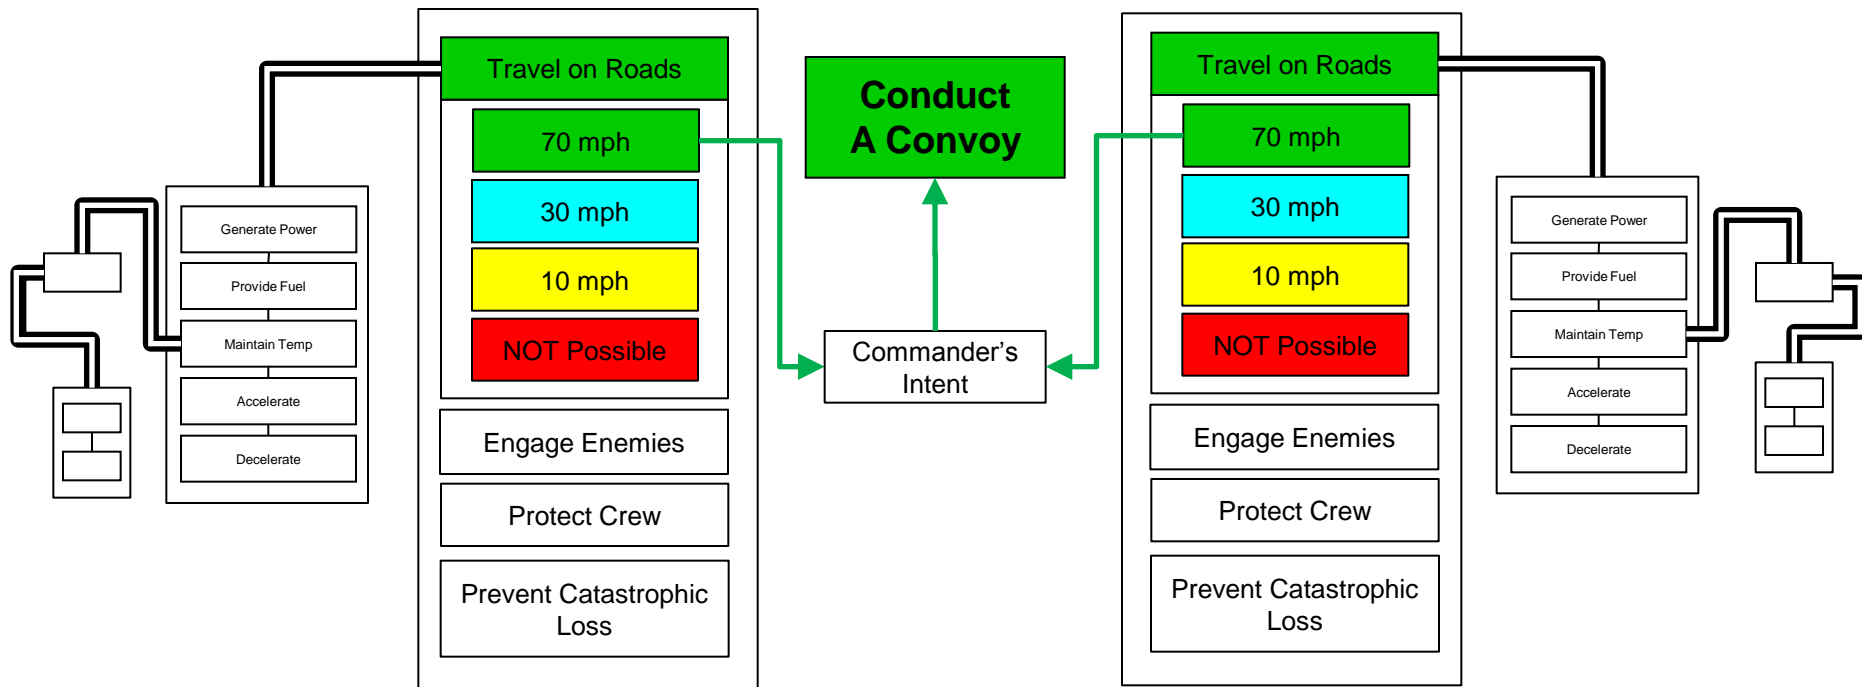 Generate Power
Provide Fuel
Maintain Temp
Accelerate
Decelerate
Travel on Roads
70 mph
30 mph
10 mph
NOT Possible
Engage Enemies
Protect Crew
Prevent Catastrophic
Loss
Conduct
A Convoy
Commander’s
Intent
Travel on Roads
70 mph
30 mph
10 mph
NOT Possible
Engage Enemies
Protect Crew
Prevent Catastrophic
Loss
Generate Power
Provide Fuel
Maintain Temp
Accelerate
Decelerate